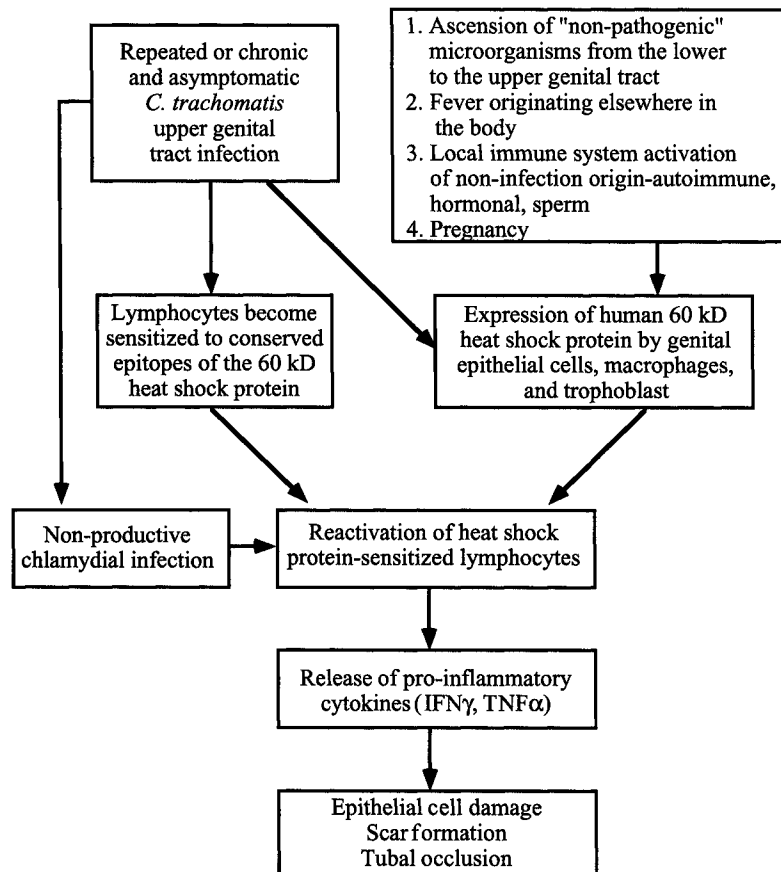 Repeated or chronic
and asymptomatic
C. trachomatis
upper genital
tract infection
1. Ascension of "non-pathogenic"
microorganisms from the lower
to the upper genital tract
2. Fever originating elsewhere in
the body
3. Local immune system activation
of non-infection origin-autoimmune,
hormonal, sperm
4. Pregnancy
Lymphocytes become
sensitized to conserved
epitopes of the 60 kD
heat shock protein
Expression of human 60 kD
heat shock protein by genital
epithelial cells, macrophages,
and trophoblast
Non-productive
chlamydial infection
Reactivation of heat shock
protein-sensitized lymphocytes
Release of pro-inflammatory
cytokines (IFNγ, TNFα)
Epithelial cell damage
Scar formation
Tubal occlusion